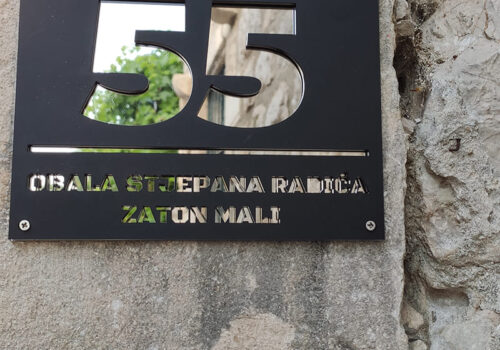 55
OBALA STJEPANA RADIĆA
ZATON MALI